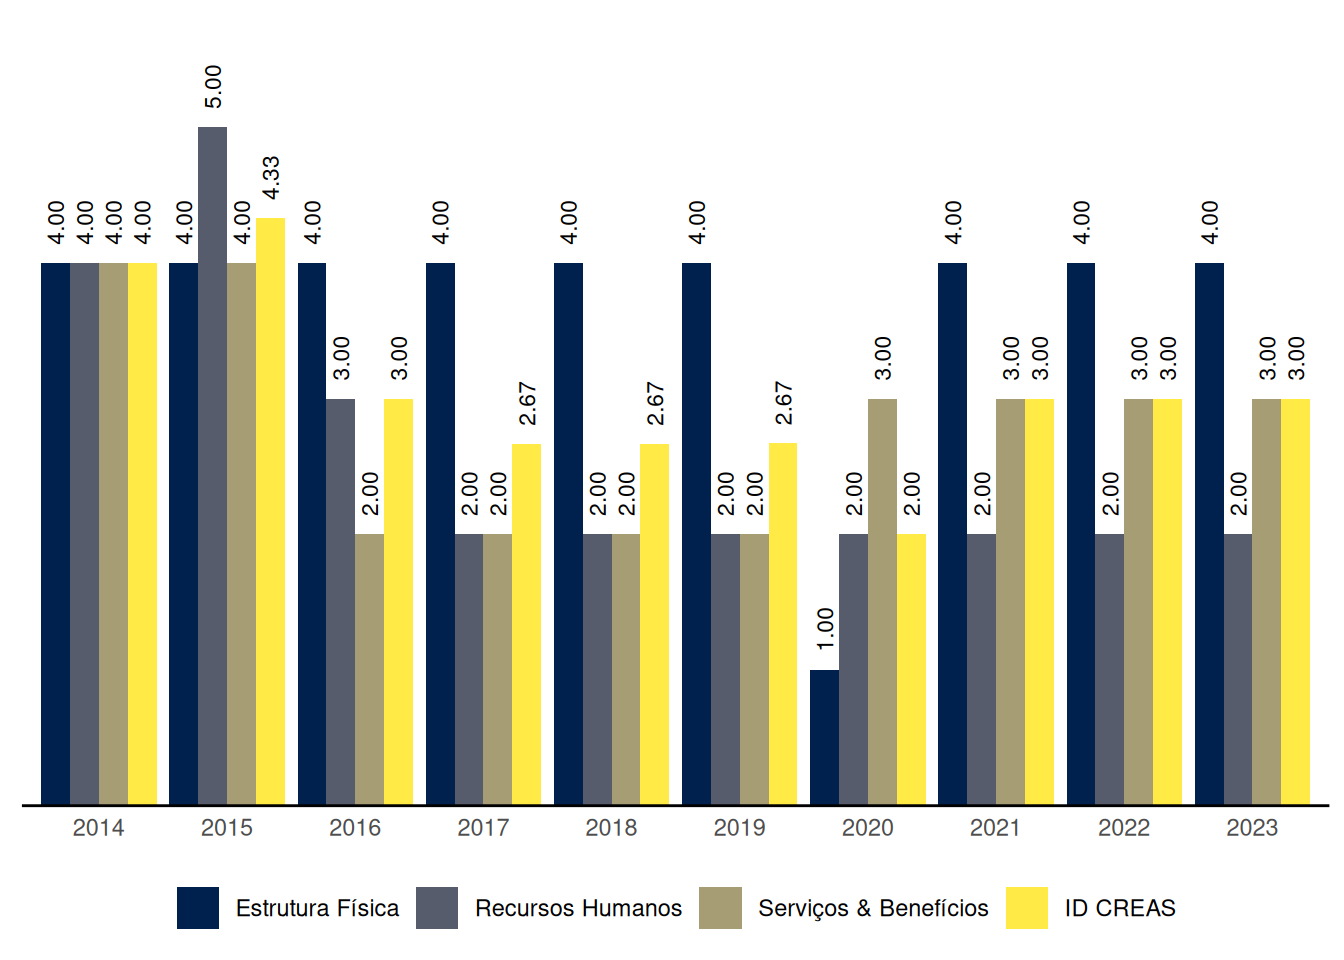 5.00
4.33
4.00 4.00 4.00 4.00 4.00 4.00 4.00 4.00 4.00 4.00 4.00 4.00 4.00
3.00 3.00 3.00 3.00 3.00 3.00 3.00 3.00 3.00
2.67 2.67 2.67
2.00 2.00 2.00 2.00 2.00 2.00 2.00 2.00 2.00 2.00 2.00 2.00
1.00
2014 2015 2016 2017 2018 2019 2020 2021 2022 2023
Estrutura Física Recursos Humanos Serviços & Benefícios ID CREAS